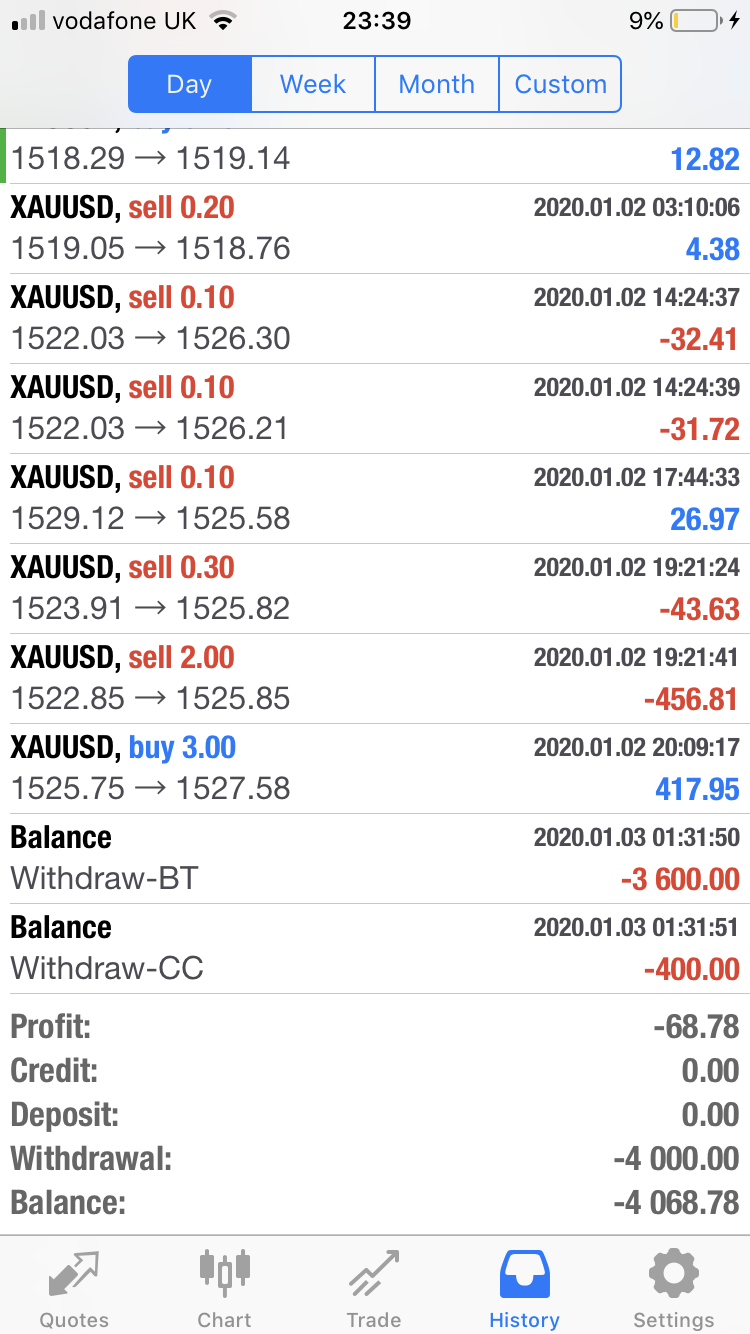 vodafone UK 23:39 9%
Day Week Month Custom
1518.29 → 1519.14 12.82
XAUUSD, sell 0.20 2020.01.02 03:10:06
1519.05 → 1518.76 4.38
XAUUSD, sell 0.10 2020.01.02 14:24:37
1522.03 → 1526.30 -32.41
XAUUSD, sell 0.10 2020.01.02 14:24:39
1522.03 → 1526.21 -31.72
XAUUSD, sell 0.10 2020.01.02 17:44:33
1529.12 → 1525.58 26.97
XAUUSD, sell 0.30 2020.01.02 19:21:24
1523.91 → 1525.82 -43.63
XAUUSD, sell 2.00 2020.01.02 19:21:41
1522.85 → 1525.85 -456.81
XAUUSD, buy 3.00 2020.01.02 20:09:17
1525.75 → 1527.58 417.95
Balance 2020.01.03 01:31:50
Withdraw-BT -3 600.00
Balance 2020.01.03 01:31:51
Withdraw-CC -400.00
Profit: -68.78
Credit: 0.00
Deposit: 0.00
Withdrawal: -4 000.00
Balance: -4 068.78
Quotes Chart Trade History Settings